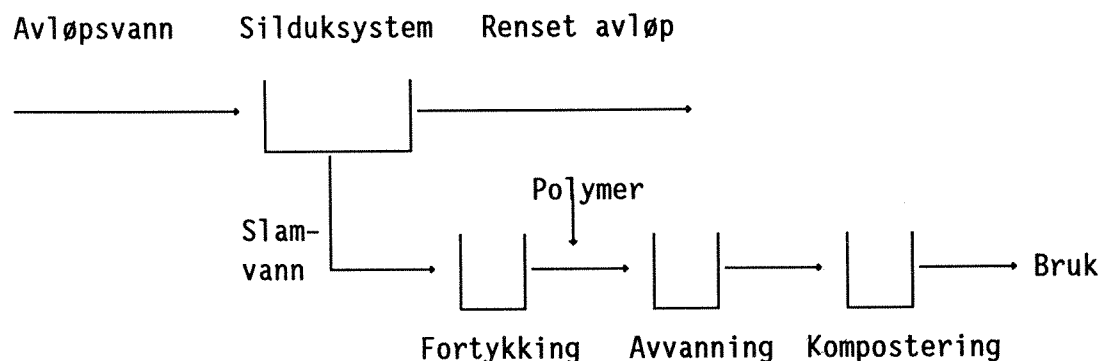 Avløpsvann Silduksystem Renset avløp
Polymer
Slam-
vann
Bruk
Fortykking Avvanning Kompostering